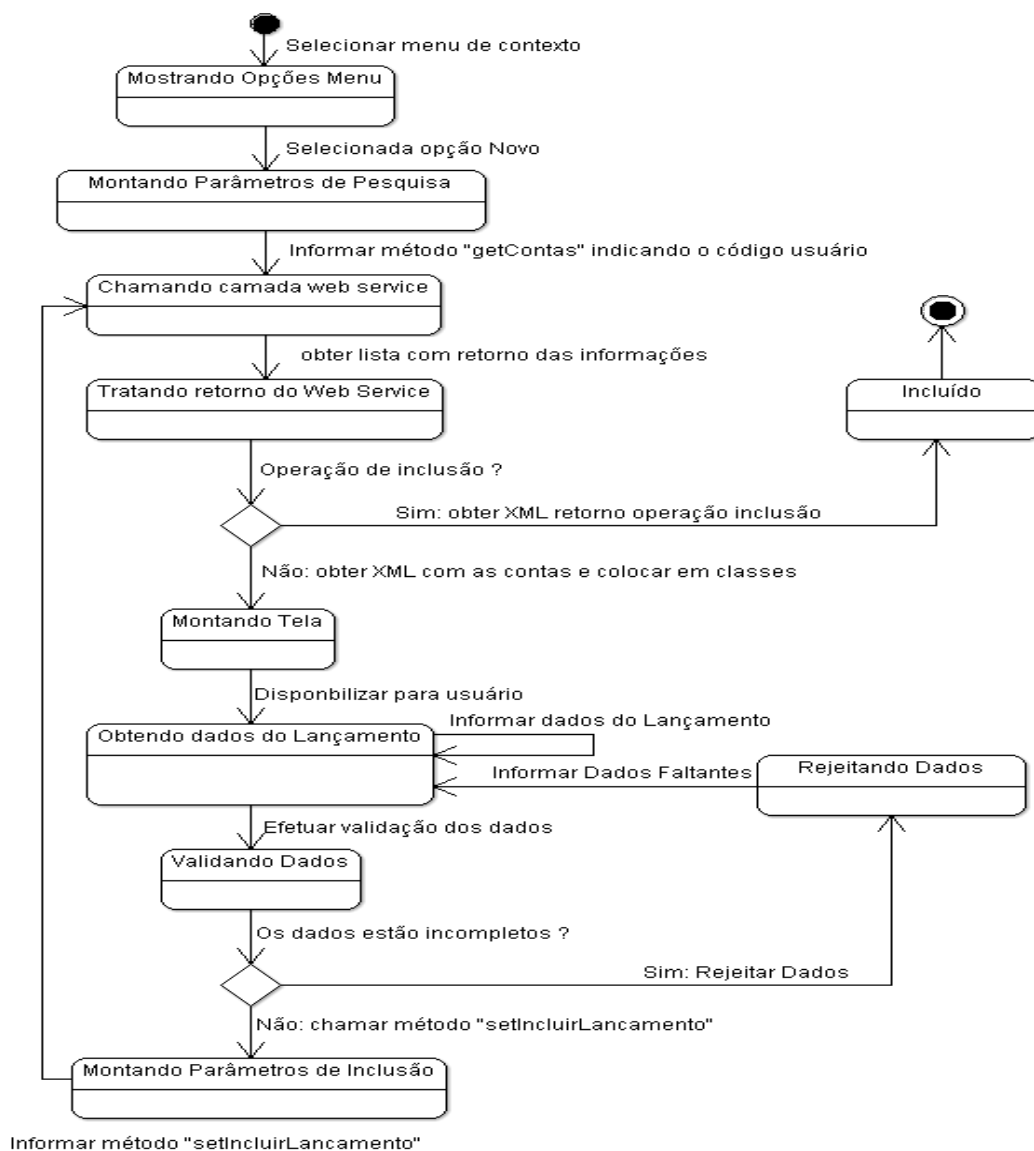 Selecionar menu de contexto
Mostrando Opções Menu
Selecionada opção Novo
Montando Parâmetros de Pesquisa
Informar método "getContas" indicando o código usuário
Chamando camada web service
obter lista com retorno das informações
Tratando retorno do Web Service
Incluído
Operação de inclusão ?
Sim: obter XML retorno operação inclusão
Não: obter XML com as contas e colocar em classes
Montando Tela
Disponbilizar para usuário
Informar dados do Lançamento
Obtendo dados do Lançamento
Informar Dados Faltantes
Rejeitando Dados
Efetuar validação dos dados
Validando Dados
Os dados estão incompletos ?
Sim: Rejeitar Dados
Não: chamar método "setIncluirLancamento"
Montando Parâmetros de Inclusão
Informar método "setIncluirLancamento"